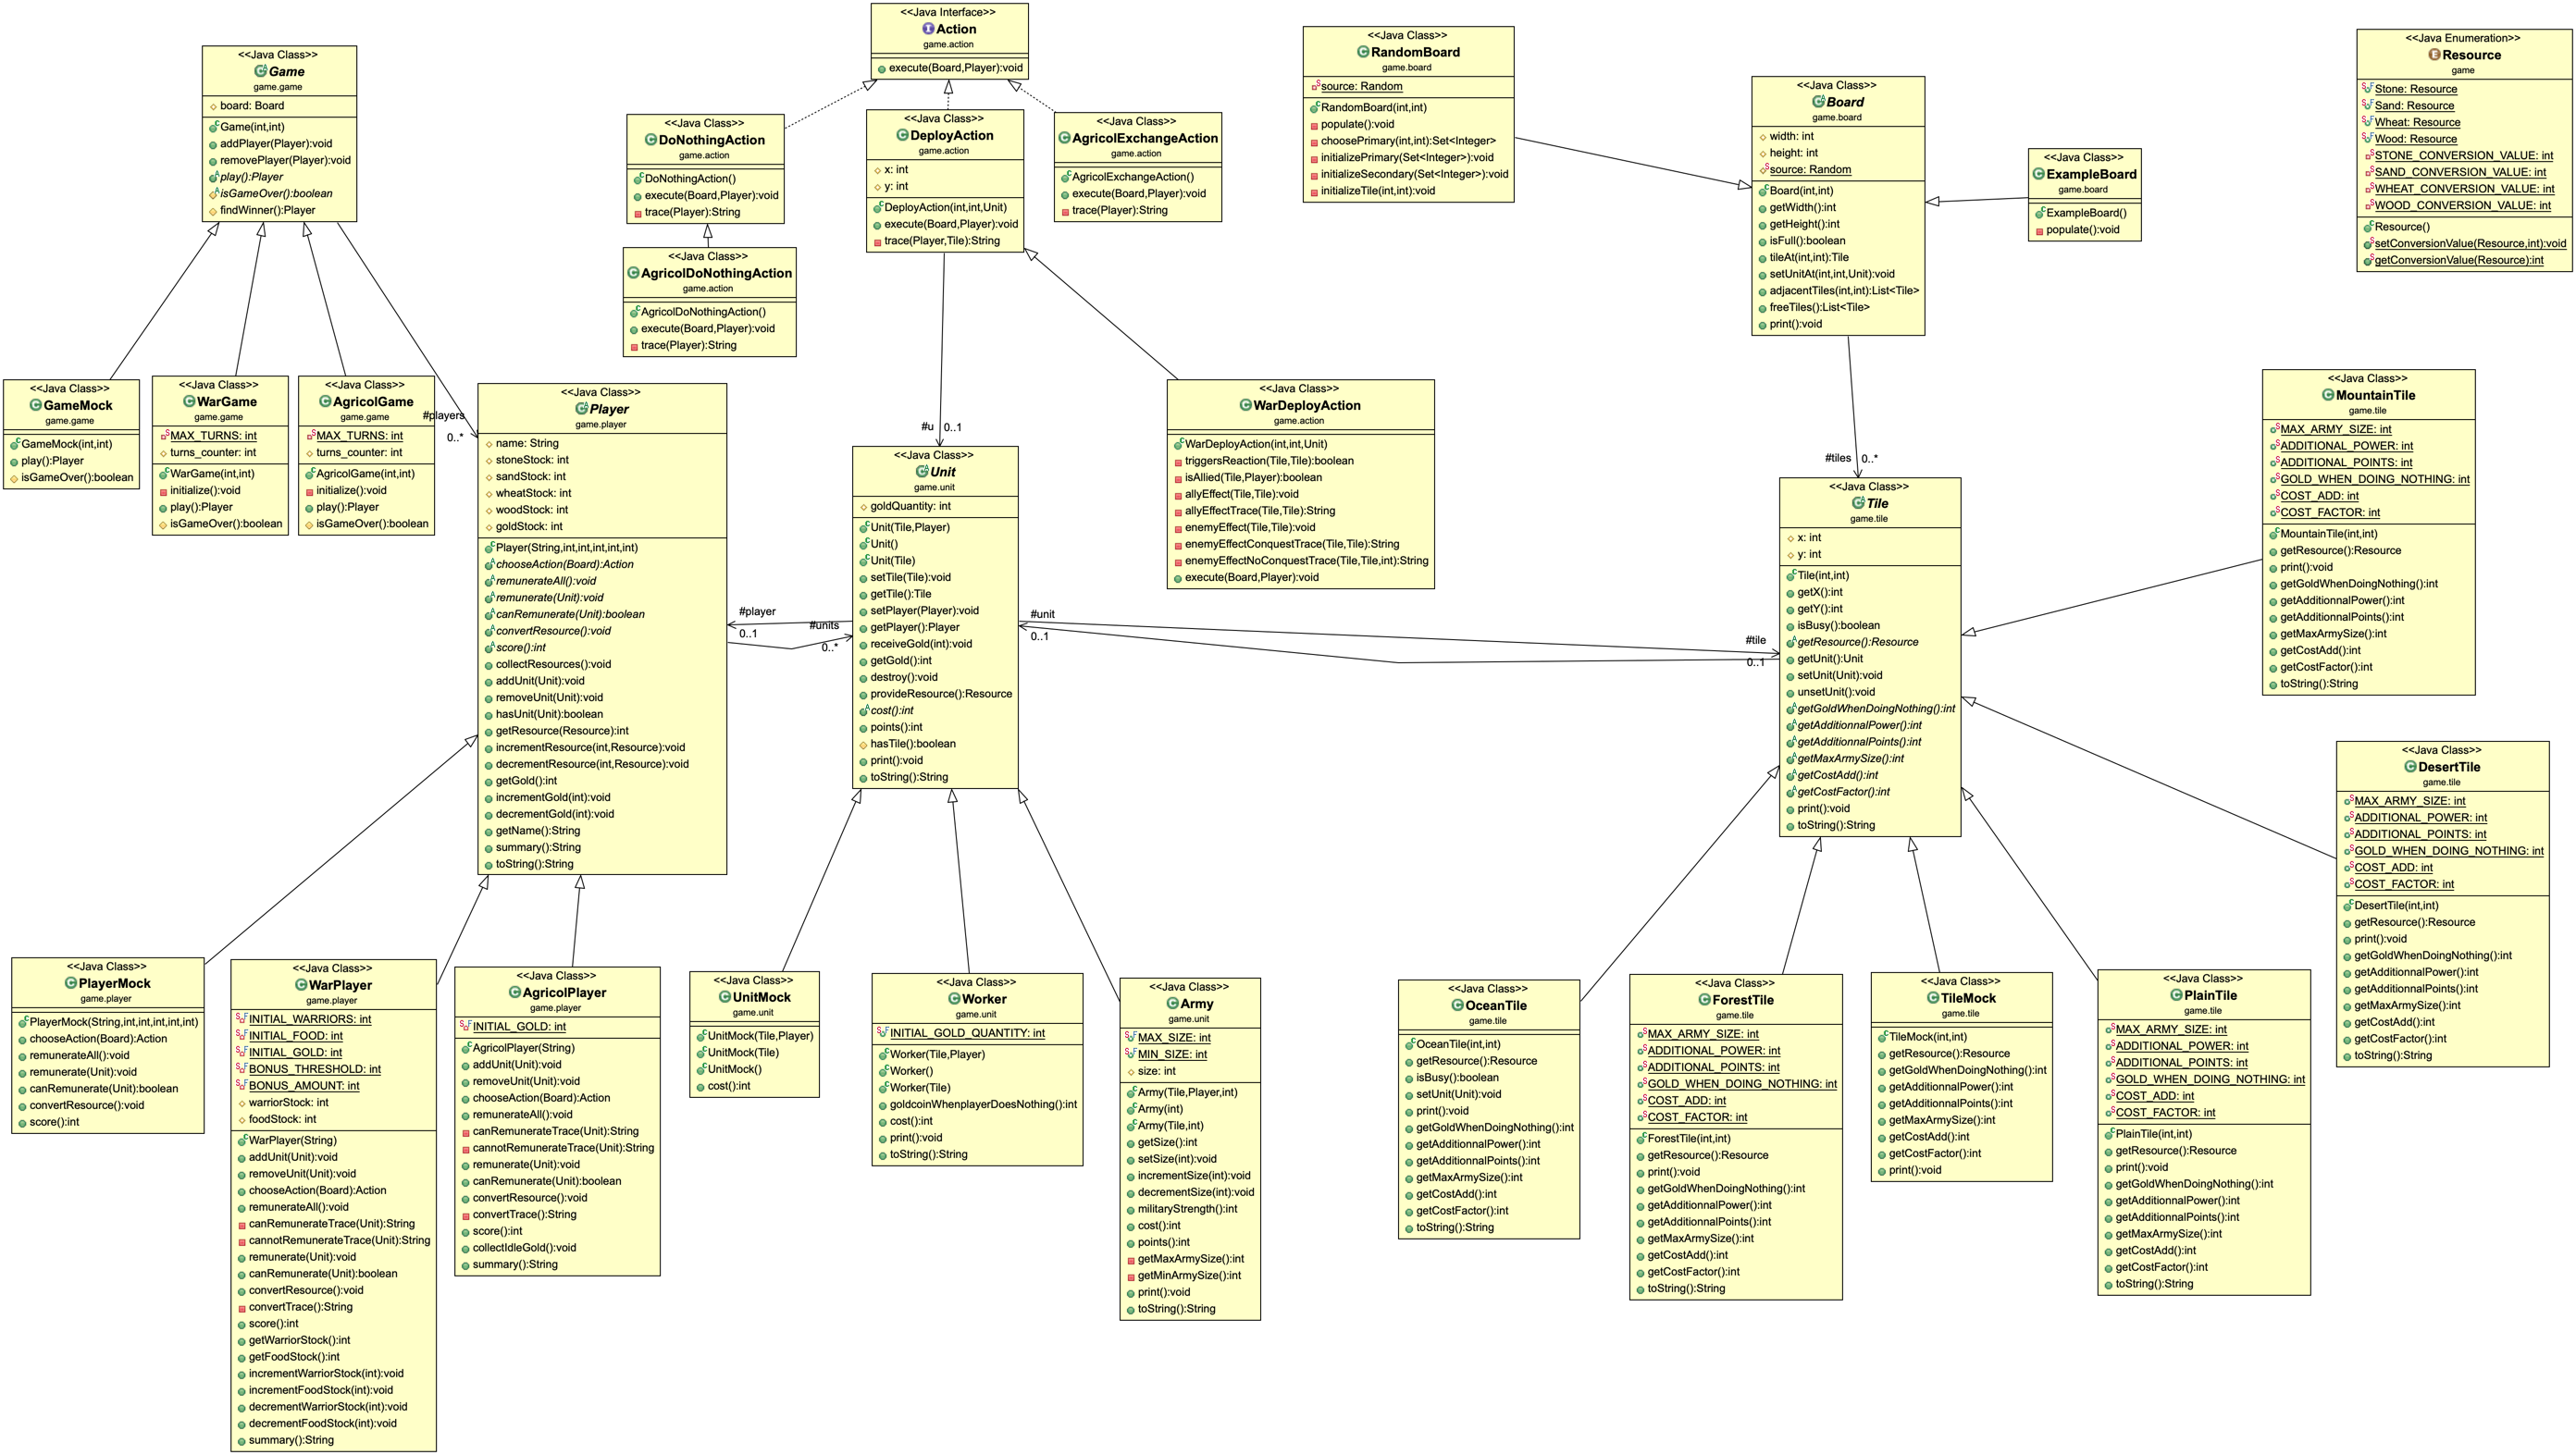 <<Java Class>>
Game
game.game
board: Board
Game(int,int)
addPlayer(Player):void
removePlayer(Player):void
play():Player
isGameOver():boolean
findWinner():Player
<<Java Interface>>
Action
game.action
execute(Board,Player):void
<<Java Class>>
DoNothingAction
game.action
DoNothingAction()
execute(Board,Player):void
trace(Player):String
<<Java Class>>
DeployAction
game.action
x: int
y: int
DeployAction(int,int,Unit)
execute(Board,Player):void
trace(Player,Tile):String
<<Java Class>>
AgricolExchangeAction
game.action
AgricolExchangeAction()
execute(Board,Player):void
trace(Player):String
<<Java Class>>
AgricolDoNothingAction
game.action
AgricolDoNothingAction()
execute(Board,Player):void
trace(Player):String
<<Java Class>>
RandomBoard
game.board
source: Random
RandomBoard(int,int)
populate():void
choosePrimary(int,int):Set<Integer>
initializePrimary(Set<Integer>):void
initializeSecondary(Set<Integer>):void
initializeTile(int,int):void
<<Java Class>>
Board
game.board
width: int
height: int
source: Random
Board(int,int)
getWidth():int
getHeight():int
isFull():boolean
tileAt(int,int):Tile
setUnitAt(int,int,Unit):void
adjacentTiles(int,int):List<Tile>
freeTiles():List<Tile>
print():void
<<Java Class>>
ExampleBoard
game.board
ExampleBoard()
populate():void
<<Java Enumeration>>
Resource
game
Stone: Resource
Sand: Resource
Wheat: Resource
Wood: Resource
STONE_CONVERSION_VALUE: int
SAND_CONVERSION_VALUE: int
WHEAT_CONVERSION_VALUE: int
WOOD_CONVERSION_VALUE: int
Resource()
setConversionValue(Resource,int):void
getConversionValue(Resource):int
<<Java Class>>
GameMock
game.game
GameMock(int,int)
play():Player
isGameOver():boolean
<<Java Class>>
WarGame
game.game
MAX_TURNS: int
turns_counter: int
WarGame(int,int)
initialize():void
play():Player
isGameOver():boolean
<<Java Class>>
AgricolGame
game.game
MAX_TURNS: int
turns_counter: int
AgricolGame(int,int)
initialize():void
play():Player
isGameOver():boolean
#players
0..*
<<Java Class>>
Player
game.player
name: String
stoneStock: int
sandStock: int
wheatStock: int
woodStock: int
goldStock: int
Player(String,int,int,int,int,int)
chooseAction(Board):Action
remunerateAll():void
remunerate(Unit):void
canRemunerate(Unit):boolean
convertResource():void
score():int
collectResources():void
addUnit(Unit):void
removeUnit(Unit):void
hasUnit(Unit):boolean
getResource(Resource):int
incrementResource(int,Resource):void
decrementResource(int,Resource):void
getGold():int
incrementGold(int):void
decrementGold(int):void
getName():String
summary():String
toString():String
#player
0..1
#units
0..*
#u
0..1
<<Java Class>>
Unit
game.unit
goldQuantity: int
Unit(Tile,Player)
Unit()
Unit(Tile)
setTile(Tile):void
getTile():Tile
setPlayer(Player):void
getPlayer():Player
receiveGold(int):void
getGold():int
destroy():void
provideResource():Resource
cost():int
points():int
hasTile():boolean
print():void
toString():String
<<Java Class>>
WarDeployAction
game.action
WarDeployAction(int,int,Unit)
triggersReaction(Tile,Tile):boolean
isAllied(Tile,Player):boolean
allyEffect(Tile,Tile):void
allyEffectTrace(Tile,Tile):String
enemyEffect(Tile,Tile):void
enemyEffectConquestTrace(Tile,Tile):String
enemyEffectNoConquestTrace(Tile,Tile,int):String
execute(Board,Player):void
#unit
0..1
#tile
0..1
#tiles
0..*
<<Java Class>>
Tile
game.tile
x: int
y: int
Tile(int,int)
getX():int
getY():int
isBusy():boolean
getResource():Resource
getUnit():Unit
setUnit(Unit):void
unsetUnit():void
getGoldWhenDoingNothing():int
getAdditionnalPower():int
getAdditionnalPoints():int
getMaxArmySize():int
getCostAdd():int
getCostFactor():int
print():void
toString():String
<<Java Class>>
MountainTile
game.tile
MAX_ARMY_SIZE: int
ADDITIONAL_POWER: int
ADDITIONAL_POINTS: int
GOLD_WHEN_DOING_NOTHING: int
COST_ADD: int
COST_FACTOR: int
MountainTile(int,int)
getResource():Resource
print():void
getGoldWhenDoingNothing():int
getAdditionnalPower():int
getAdditionnalPoints():int
getMaxArmySize():int
getCostAdd():int
getCostFactor():int
toString():String
<<Java Class>>
DesertTile
game.tile
MAX_ARMY_SIZE: int
ADDITIONAL_POWER: int
ADDITIONAL_POINTS: int
GOLD_WHEN_DOING_NOTHING: int
COST_ADD: int
COST_FACTOR: int
DesertTile(int,int)
getResource():Resource
print():void
getGoldWhenDoingNothing():int
getAdditionnalPower():int
getAdditionnalPoints():int
getMaxArmySize():int
getCostAdd():int
getCostFactor():int
toString():String
<<Java Class>>
PlayerMock
game.player
PlayerMock(String,int,int,int,int,int)
chooseAction(Board):Action
remunerateAll():void
remunerate(Unit):void
canRemunerate(Unit):boolean
convertResource():void
score():int
<<Java Class>>
WarPlayer
game.player
INITIAL_WARRIORS: int
INITIAL_FOOD: int
INITIAL_GOLD: int
BONUS_THRESHOLD: int
BONUS_AMOUNT: int
warriorStock: int
foodStock: int
WarPlayer(String)
addUnit(Unit):void
removeUnit(Unit):void
chooseAction(Board):Action
remunerateAll():void
canRemunerateTrace(Unit):String
cannotRemunerateTrace(Unit):String
remunerate(Unit):void
canRemunerate(Unit):boolean
convertResource():void
convertTrace():String
score():int
getWarriorStock():int
getFoodStock():int
incrementWarriorStock(int):void
incrementFoodStock(int):void
decrementWarriorStock(int):void
decrementFoodStock(int):void
summary():String
<<Java Class>>
AgricolPlayer
game.player
INITIAL_GOLD: int
AgricolPlayer(String)
addUnit(Unit):void
removeUnit(Unit):void
chooseAction(Board):Action
remunerateAll():void
canRemunerateTrace(Unit):String
cannotRemunerateTrace(Unit):String
remunerate(Unit):void
canRemunerate(Unit):boolean
convertResource():void
convertTrace():String
score():int
collectIdleGold():void
summary():String
<<Java Class>>
UnitMock
game.unit
UnitMock(Tile,Player)
UnitMock(Tile)
UnitMock()
cost():int
<<Java Class>>
Worker
game.unit
INITIAL_GOLD_QUANTITY: int
Worker(Tile,Player)
Worker()
Worker(Tile)
goldcoinWhenplayerDoesNothing():int
cost():int
print():void
toString():String
<<Java Class>>
Army
game.unit
MAX_SIZE: int
MIN_SIZE: int
size: int
Army(Tile,Player,int)
Army(int)
Army(Tile,int)
getSize():int
setSize(int):void
incrementSize(int):void
decrementSize(int):void
militaryStrength():int
cost():int
points():int
getMaxArmySize():int
getMinArmySize():int
print():void
toString():String
<<Java Class>>
OceanTile
game.tile
OceanTile(int,int)
getResource():Resource
isBusy():boolean
setUnit(Unit):void
print():void
getGoldWhenDoingNothing():int
getAdditionnalPower():int
getAdditionnalPoints():int
getMaxArmySize():int
getCostAdd():int
getCostFactor():int
toString():String
<<Java Class>>
ForestTile
game.tile
MAX_ARMY_SIZE: int
ADDITIONAL_POWER: int
ADDITIONAL_POINTS: int
GOLD_WHEN_DOING_NOTHING: int
COST_ADD: int
COST_FACTOR: int
ForestTile(int,int)
getResource():Resource
print():void
getGoldWhenDoingNothing():int
getAdditionnalPower():int
getAdditionnalPoints():int
getMaxArmySize():int
getCostAdd():int
getCostFactor():int
toString():String
<<Java Class>>
TileMock
game.tile
TileMock(int,int)
getResource():Resource
getGoldWhenDoingNothing():int
getAdditionnalPower():int
getAdditionnalPoints():int
getMaxArmySize():int
getCostAdd():int
getCostFactor():int
print():void
<<Java Class>>
PlainTile
game.tile
MAX_ARMY_SIZE: int
ADDITIONAL_POWER: int
ADDITIONAL_POINTS: int
GOLD_WHEN_DOING_NOTHING: int
COST_ADD: int
COST_FACTOR: int
PlainTile(int,int)
getResource():Resource
print():void
getGoldWhenDoingNothing():int
getAdditionnalPower():int
getAdditionnalPoints():int
getMaxArmySize():int
getCostAdd():int
getCostFactor():int
toString():String